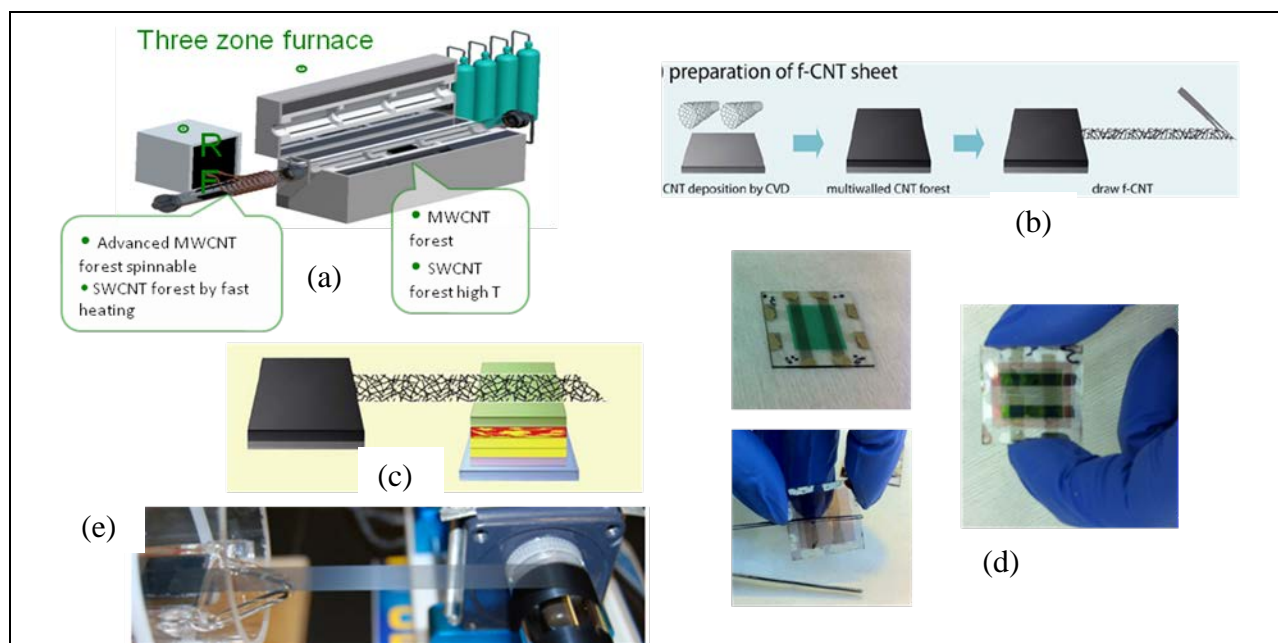 Three zone furnace
R
F
• Advanced MWCNT
forest spinnable
• SWCNT forest by fast
heating
• MWCNT
forest
• SWCNT
forest high T
(a)
) preparation of f-CNT sheet
CNT deposition by CVD
multiwalled CNT forest
draw f-CNT
(b)
(c)
(d)
(e)